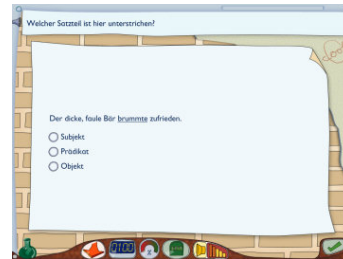 Welcher Satzteil ist hier unterstrichen?
Der dicke, faule Bär brummte zufrieden.
Subjekt
Prädikat
Objekt